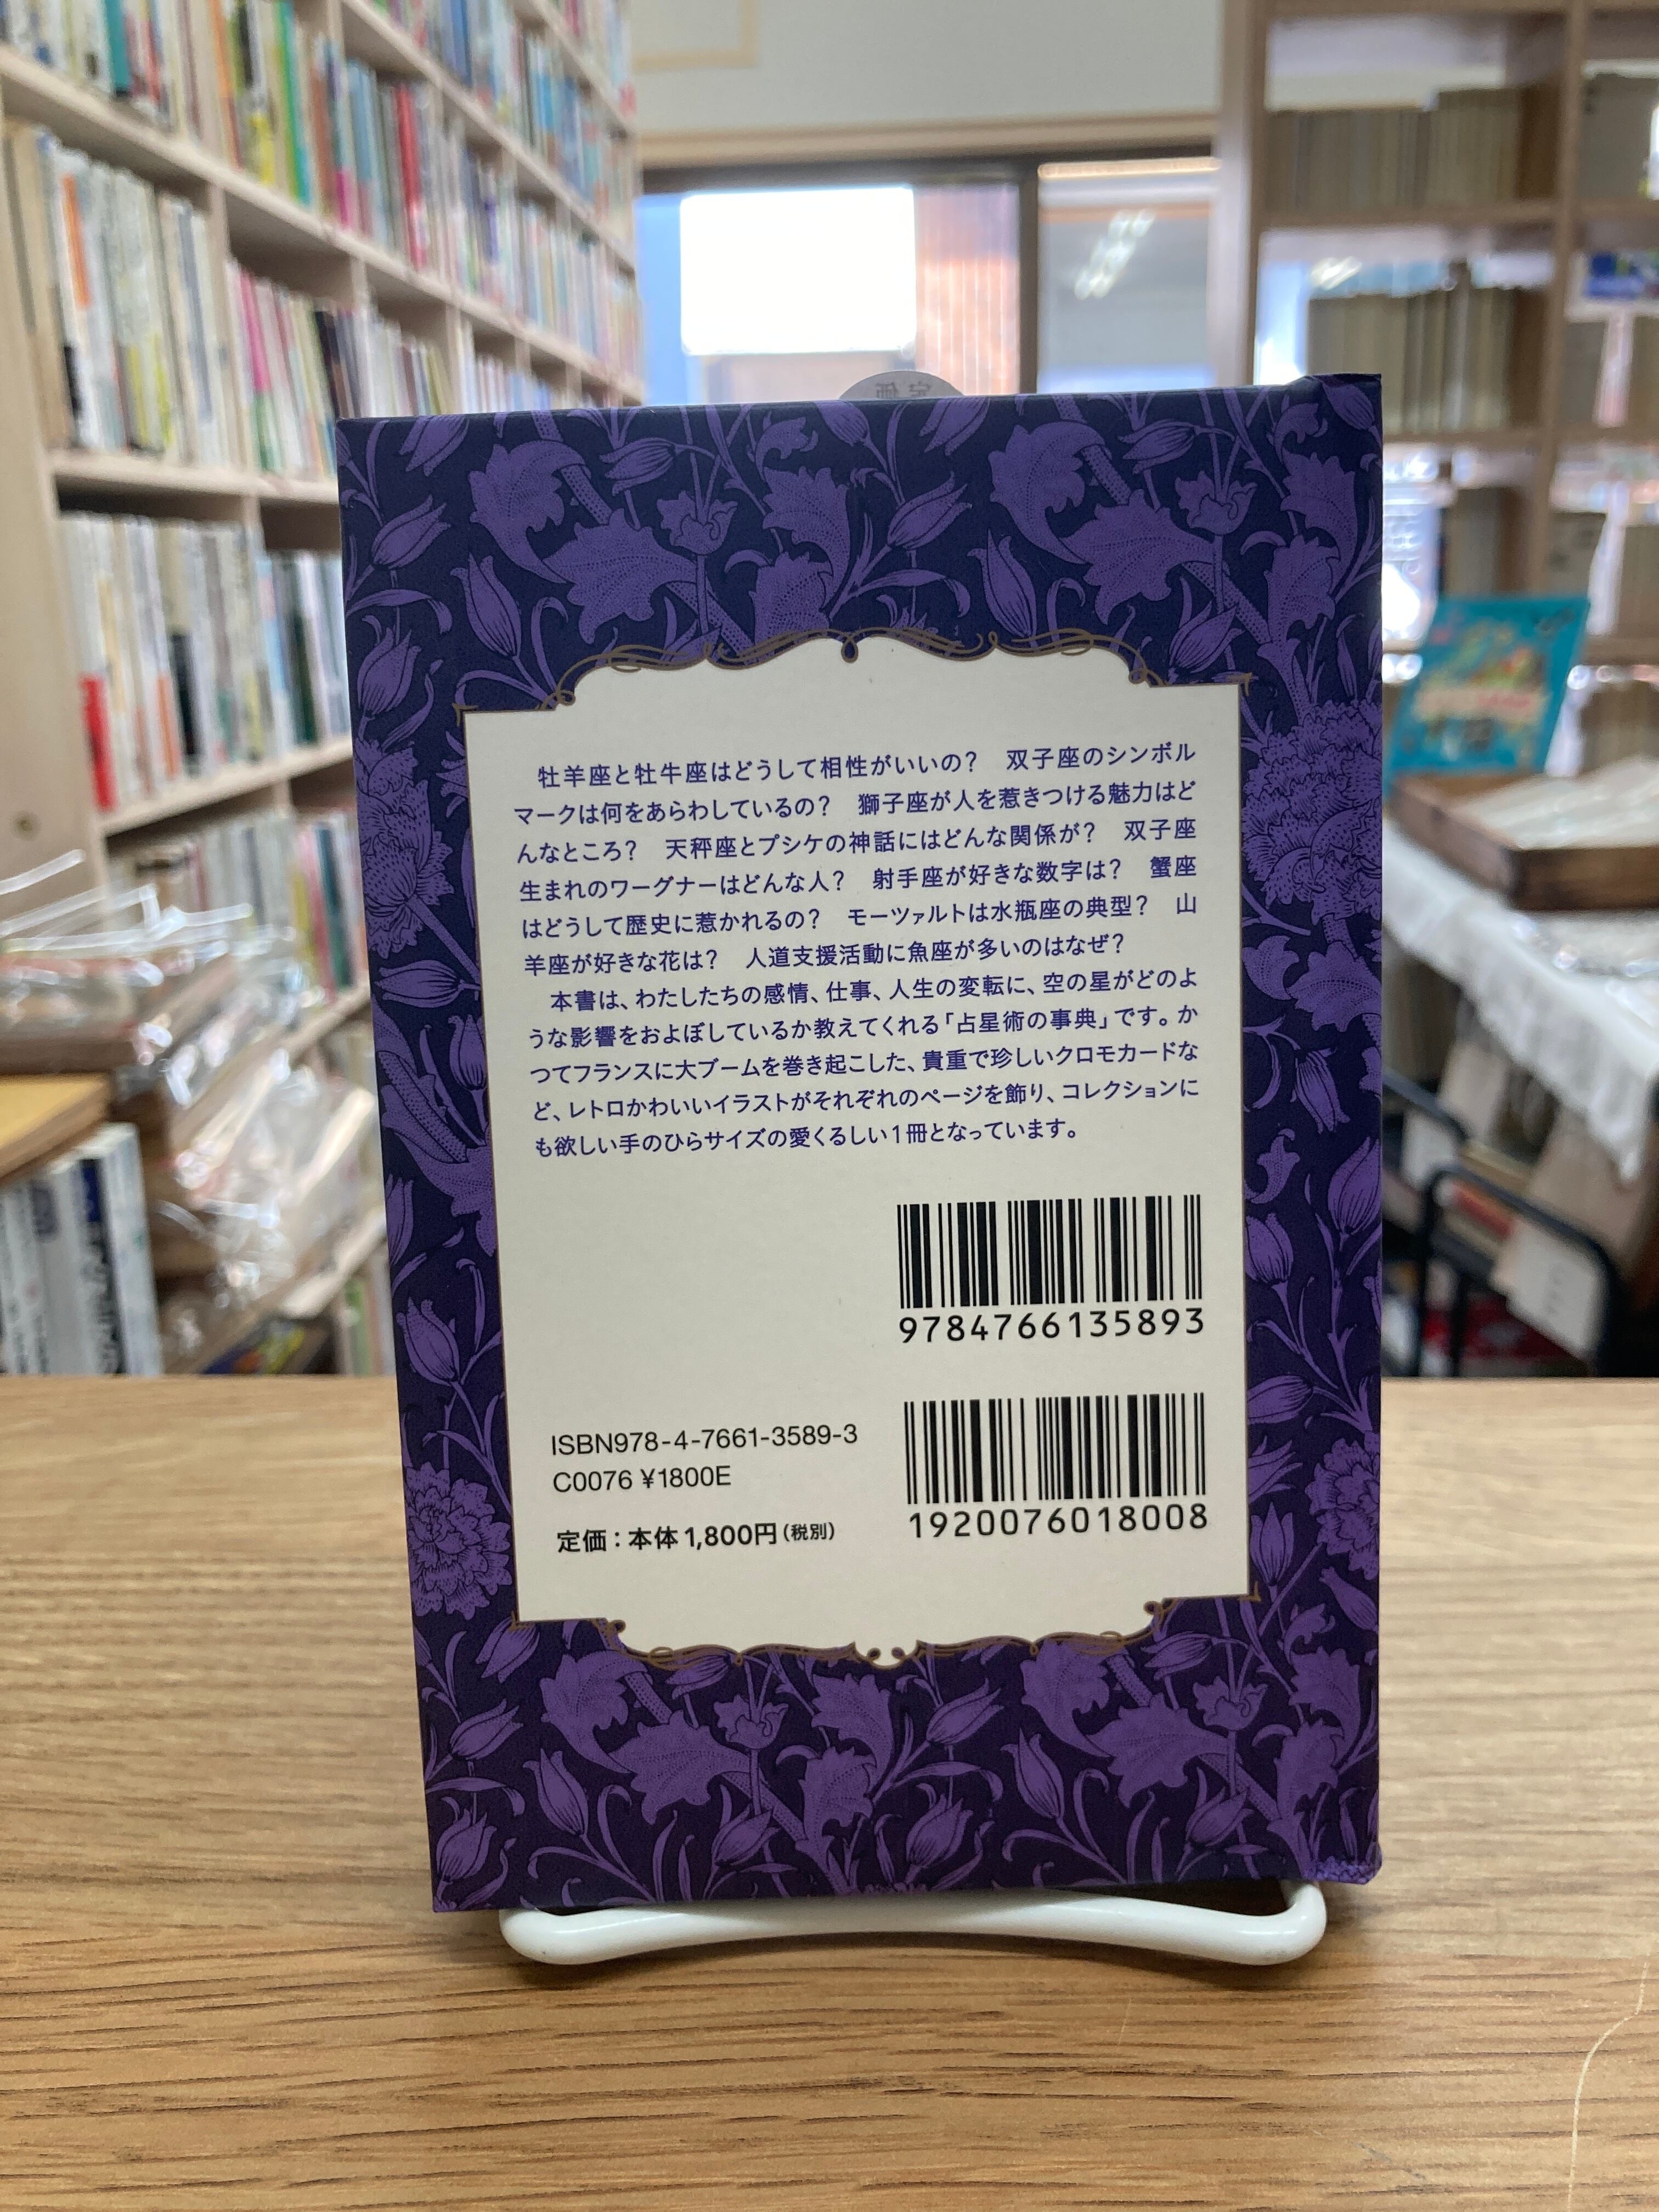 定価
牡羊座と牡牛座はどうして相性がいいの？　双子座のシンボル
マークは何をあらわしているの？　獅子座が人を惹きつける魅力はど
んなところ？　天秤座とプシケの神話にはどんな関係が？　双子座
生まれのワーグナーはどんな人？　射手座が好きな数字は？　蟹座
はどうして歴史に惹かれるの？　モーツァルトは水瓶座の典型？　山
羊座が好きな花は？　人道支援活動に魚座が多いのはなぜ？
本書は、わたしたちの感情、仕事、人生の変転に、空の星がどのよ
うな影響をおよぼしているか教えてくれる「占星術の事典」です。か
つてフランスに大ブームを巻き起こした、貴重で珍しいクロモカードな
ど、レトロかわいいイラストがそれぞれのページを飾り、コレクションに
も欲しい手のひらサイズの愛くるしい1冊となっています。
9784766135893
ISBN978-4-7661-3589-3
C0076 ¥1800E
定価：本体1,800円（税別）
1920076018008